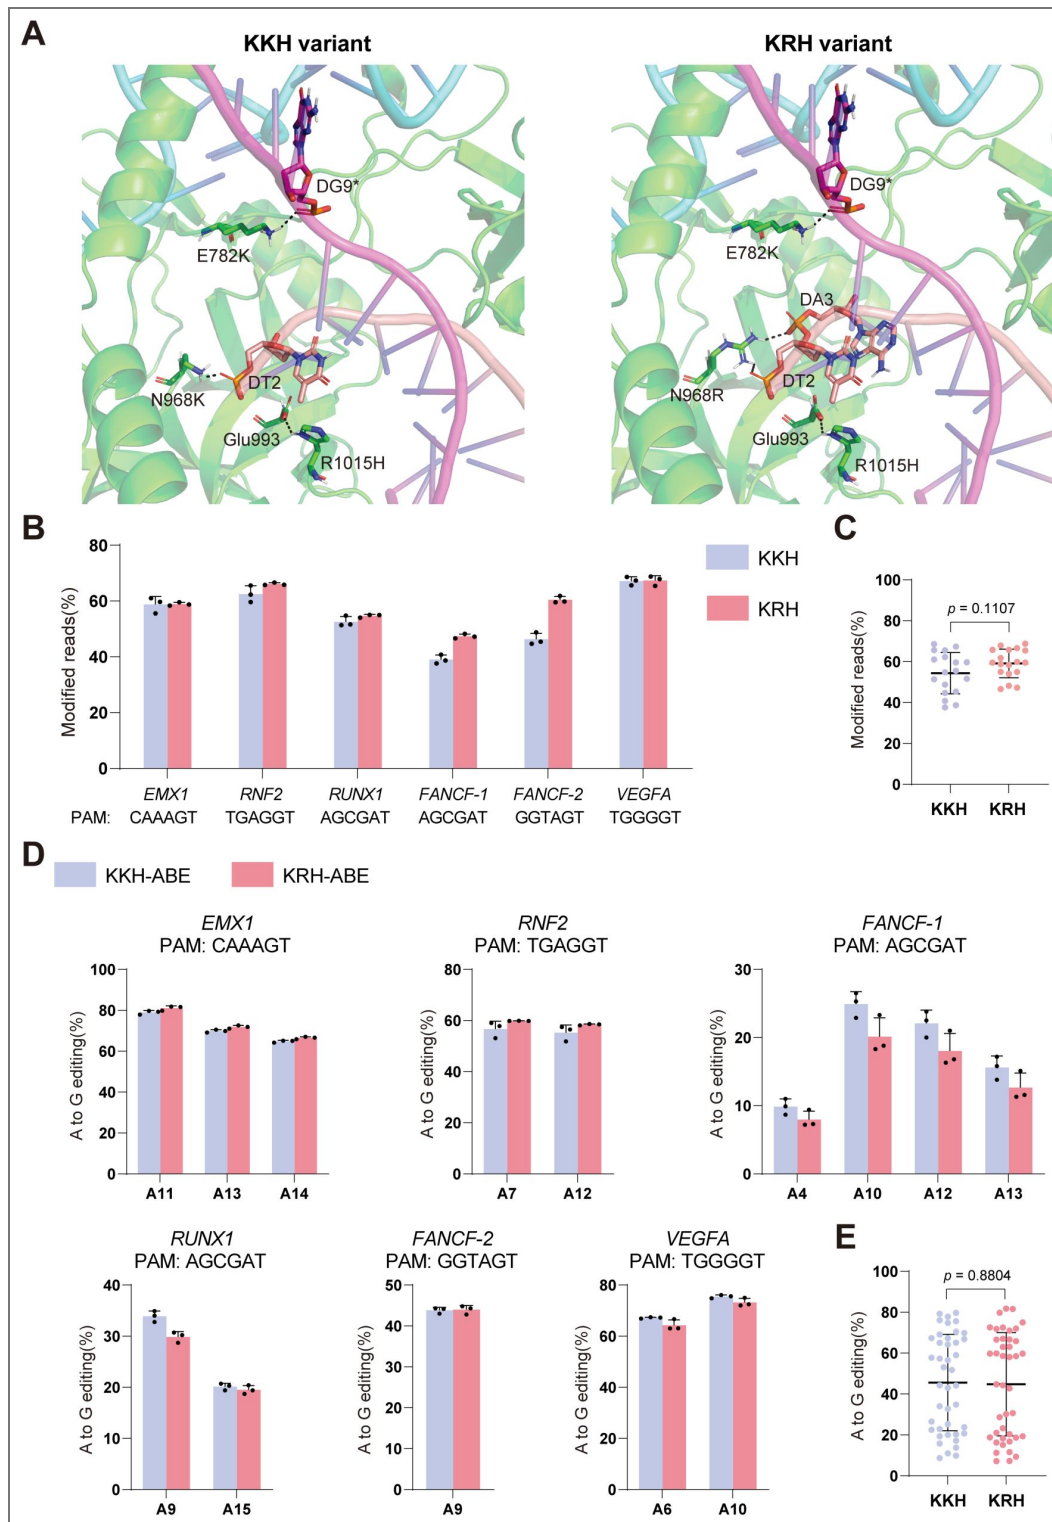 A
KKH variant
KRH variant
DG9*
E782K
DT2
N968K
Glu993
R1015H
DG9*
E782K
DA3
DT2
N968R
Glu993
R1015H
B
Modified reads(%)
80
60
40
20
0
EMX1 RNF2 RUNX1 FANCF-1 FANCF-2 VEGFA
PAM: CAAAGT TGAGGT AGCGAT AGCGAT GGTAGT TGGGGT
KKH
KRH
C
Modified reads(%)
100
80
60
40
20
0
p = 0.1107
KKH KRH
D
KKH-ABE KRH-ABE
EMX1
PAM: CAAAGT
A to G editing(%)
100
80
60
40
20
0
A11 A13 A14
RNF2
PAM: TGAGGT
A to G editing(%)
80
60
40
20
0
A7 A12
FANCF-1
PAM: AGCGAT
A to G editing(%)
30
20
10
0
A4 A10 A12 A13
RUNX1
PAM: AGCGAT
A to G editing(%)
40
30
20
10
0
A9 A15
FANCF-2
PAM: GGTAGT
A to G editing(%)
50
40
30
20
10
0
A9
VEGFA
PAM: TGGGGT
A to G editing(%)
80
60
40
20
0
A6 A10
E
A to G editing(%)
100
80
60
40
20
0
p = 0.8804
KKH KRH